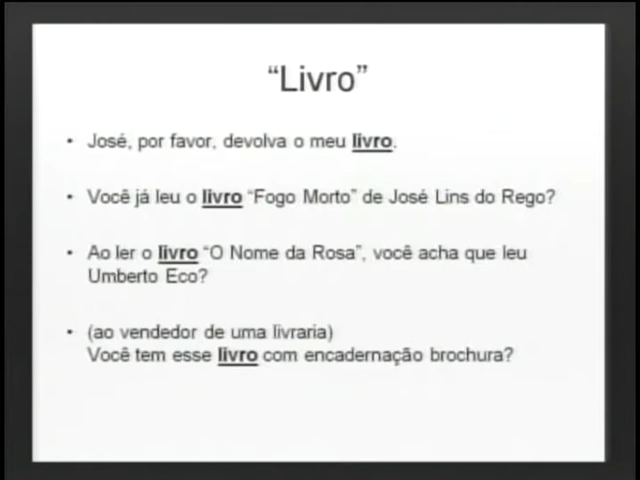 “Livro”
• José, por favor, devolva o meu livro.
• Você já leu o livro “Fogo Morto” de José Lins do Rego?
• Ao ler o livro “O Nome da Rosa”, você acha que leu
Umberto Eco?
• (ao vendedor de uma livraria)
Você tem esse livro com encadernação brochura?